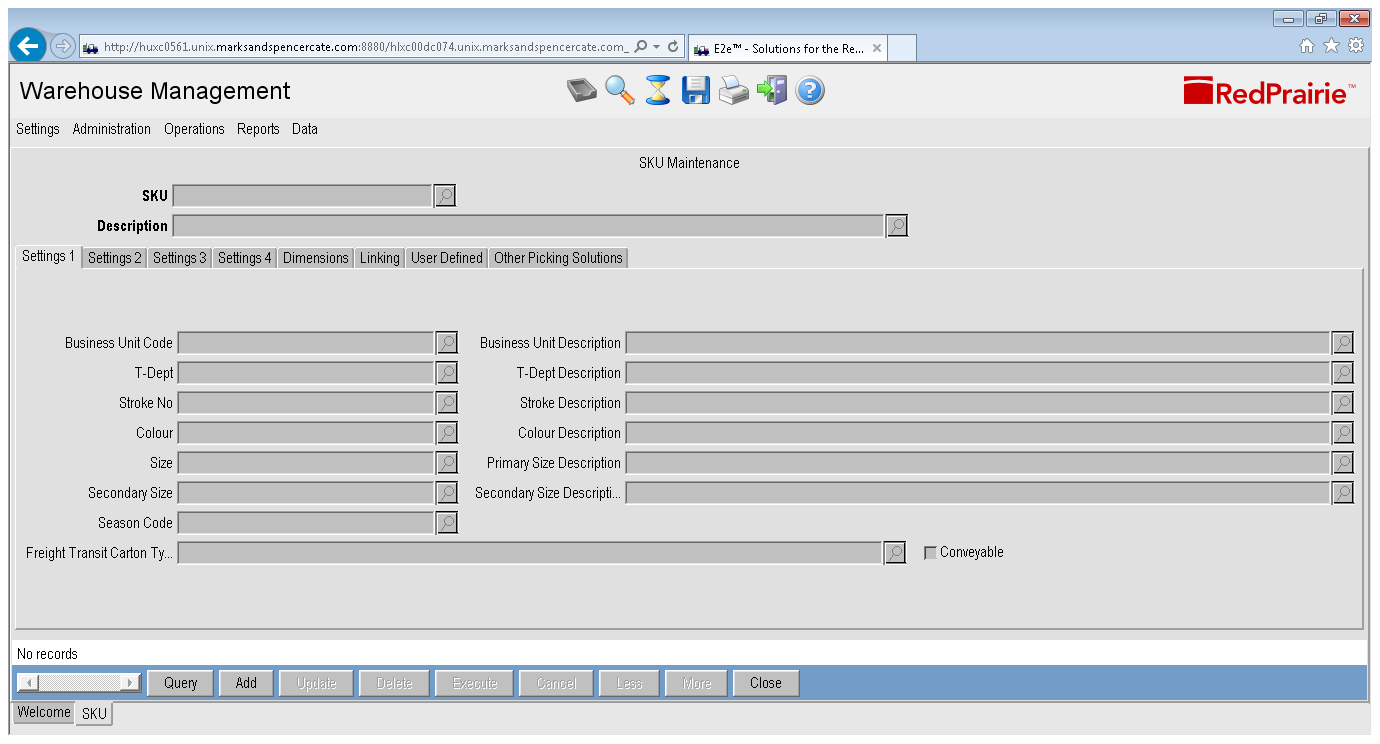 http://huxc0561.unix.marksandspencercate.com:8880/hlxc00dc074.unix.marksandspencercate.com_
E2e™ - Solutions for the Re...
Warehouse Management
RedPrairie™
Settings Administration Operations Reports Data
SKU Maintenance
SKU
Description
Settings 1 Settings 2 Settings 3 Settings 4 Dimensions Linking User Defined Other Picking Solutions
Business Unit Code Business Unit Description
T-Dept T-Dept Description
Stroke No Stroke Description
Colour Colour Description
Size Primary Size Description
Secondary Size Secondary Size Descripti...
Season Code
Freight Transit Carton Ty... Conveyable
No records
Query Add Update Delete Execute Cancel Less More Close
Welcome SKU